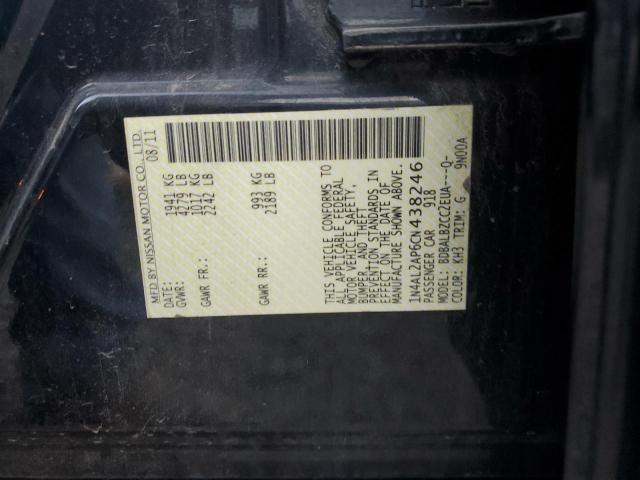 MFD BY NISSAN MOTOR CO., LTD.
DATE: 08/11
GVWR: 1941 KG
4279 LB
GAWR FR.: 1017 KG
2242 LB
GAWR RR.: 993 KG
2189 LB
THIS VEHICLE CONFORMS TO
ALL APPLICABLE FEDERAL
MOTOR VEHICLE SAFETY,
BUMPER, AND THEFT
PREVENTION STANDARDS IN
EFFECT ON THE DATE OF
MANUFACTURE SHOWN ABOVE.
1N4AL2AP6CN438246
PASSENGER CAR 918
MODEL: BDBALBZCCZEUA---Q-
COLOR: KH3 TRIM: G 9N00A